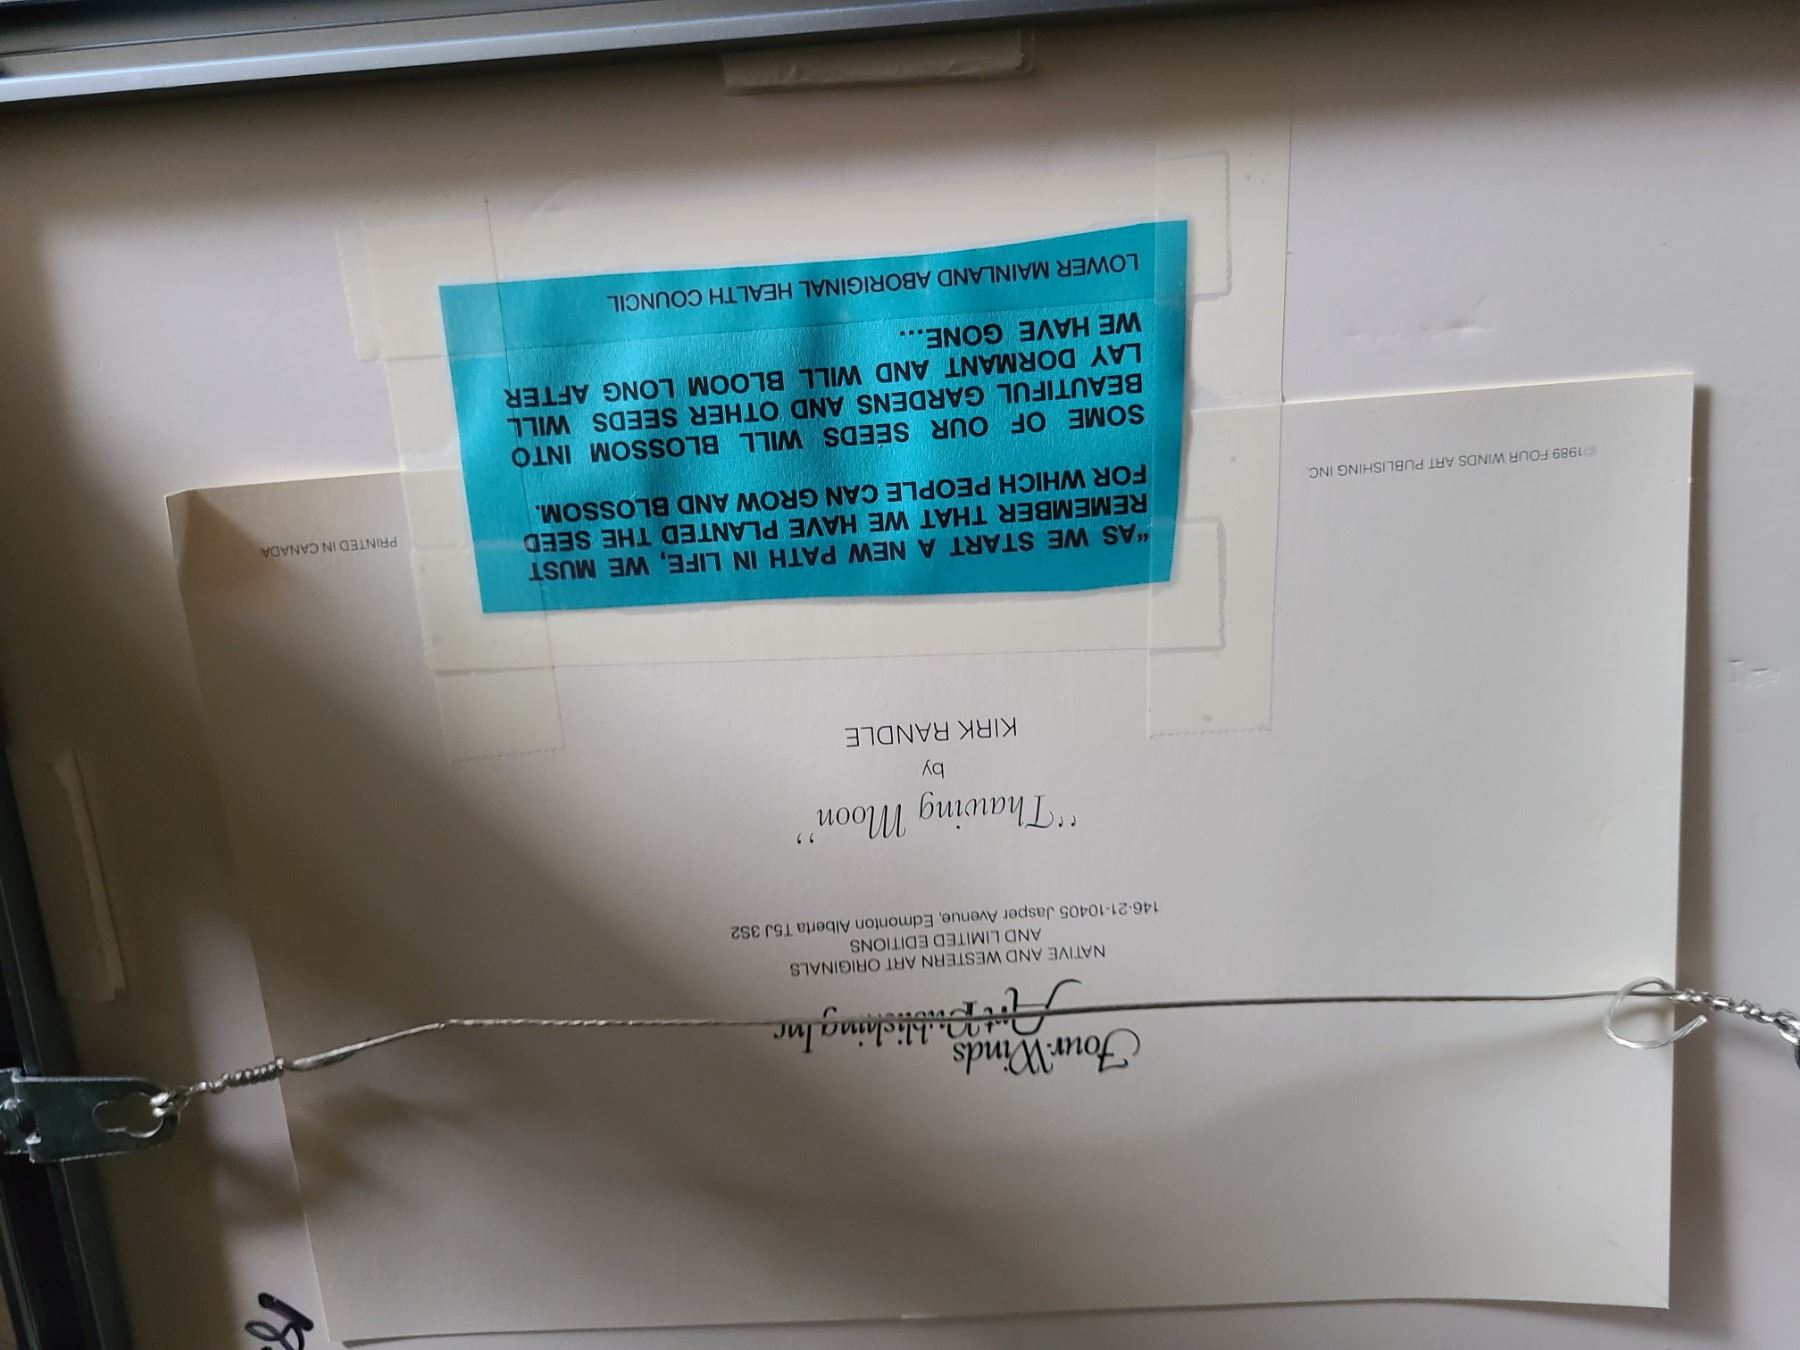 Four Winds
Art Publishing Inc
NATIVE AND WESTERN ART ORIGINALS
AND LIMITED EDITIONS
146-21-10405 Jasper Avenue, Edmonton Alberta T5J 3S2
"Thawing Moon"
by
KIRK RANDLE
"AS WE START A NEW PATH IN LIFE, WE MUST
REMEMBER THAT WE HAVE PLANTED THE SEED
FOR WHICH PEOPLE CAN GROW AND BLOSSOM.
SOME OF OUR SEEDS WILL BLOSSOM INTO
BEAUTIFUL GARDENS AND OTHER SEEDS WILL
LAY DORMANT AND WILL BLOOM LONG AFTER
WE HAVE GONE...
LOWER MAINLAND ABORIGINAL HEALTH COUNCIL
©1989 FOUR WINDS ART PUBLISHING INC.
PRINTED IN CANADA